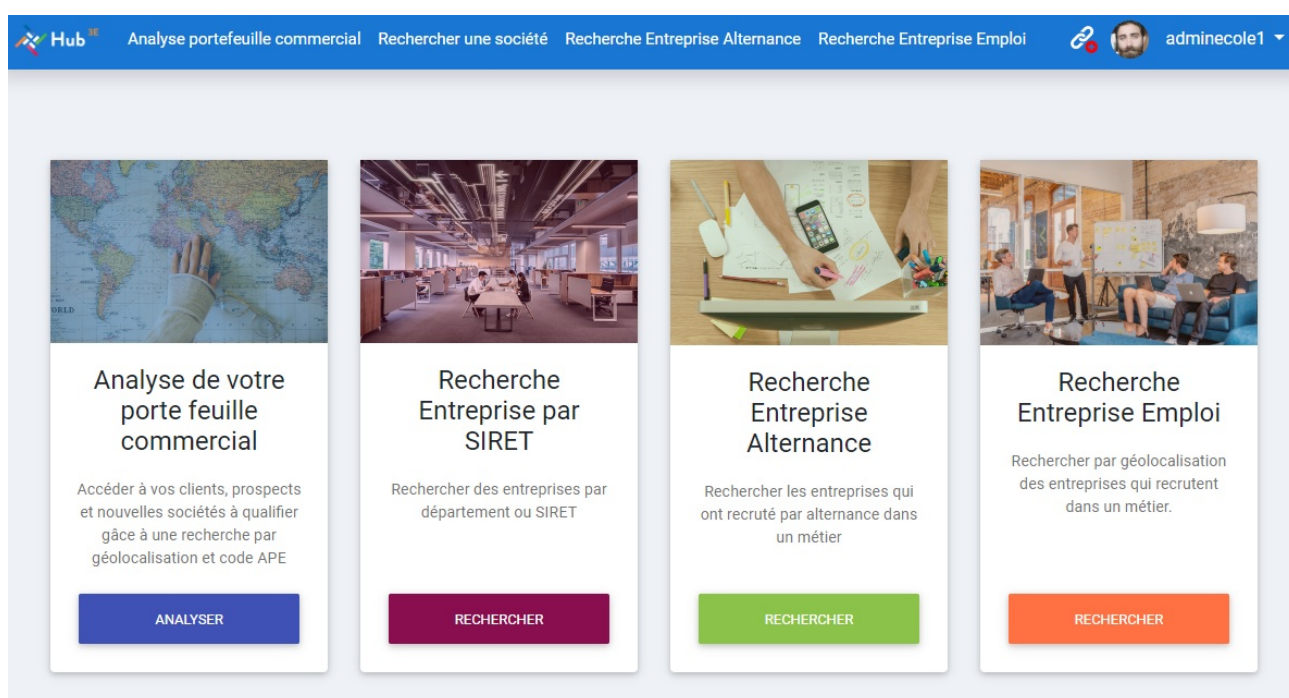 Hub 3E Analyse portefeuille commercial Rechercher une société Recherche Entreprise Alternance Recherche Entreprise Emploi adminecole1
Analyse de votre
porte feuille
commercial
Accéder à vos clients, prospects
et nouvelles sociétés à qualifier
gâce à une recherche par
géolocalisation et code APE
ANALYSER
Recherche
Entreprise par
SIRET
Rechercher des entreprises par
département ou SIRET
RECHERCHER
Recherche
Entreprise
Alternance
Rechercher les entreprises qui
ont recruté par alternance dans
un métier
RECHERCHER
Recherche
Entreprise Emploi
Rechercher par géolocalisation
des entreprises qui recrutent
dans un métier.
RECHERCHER